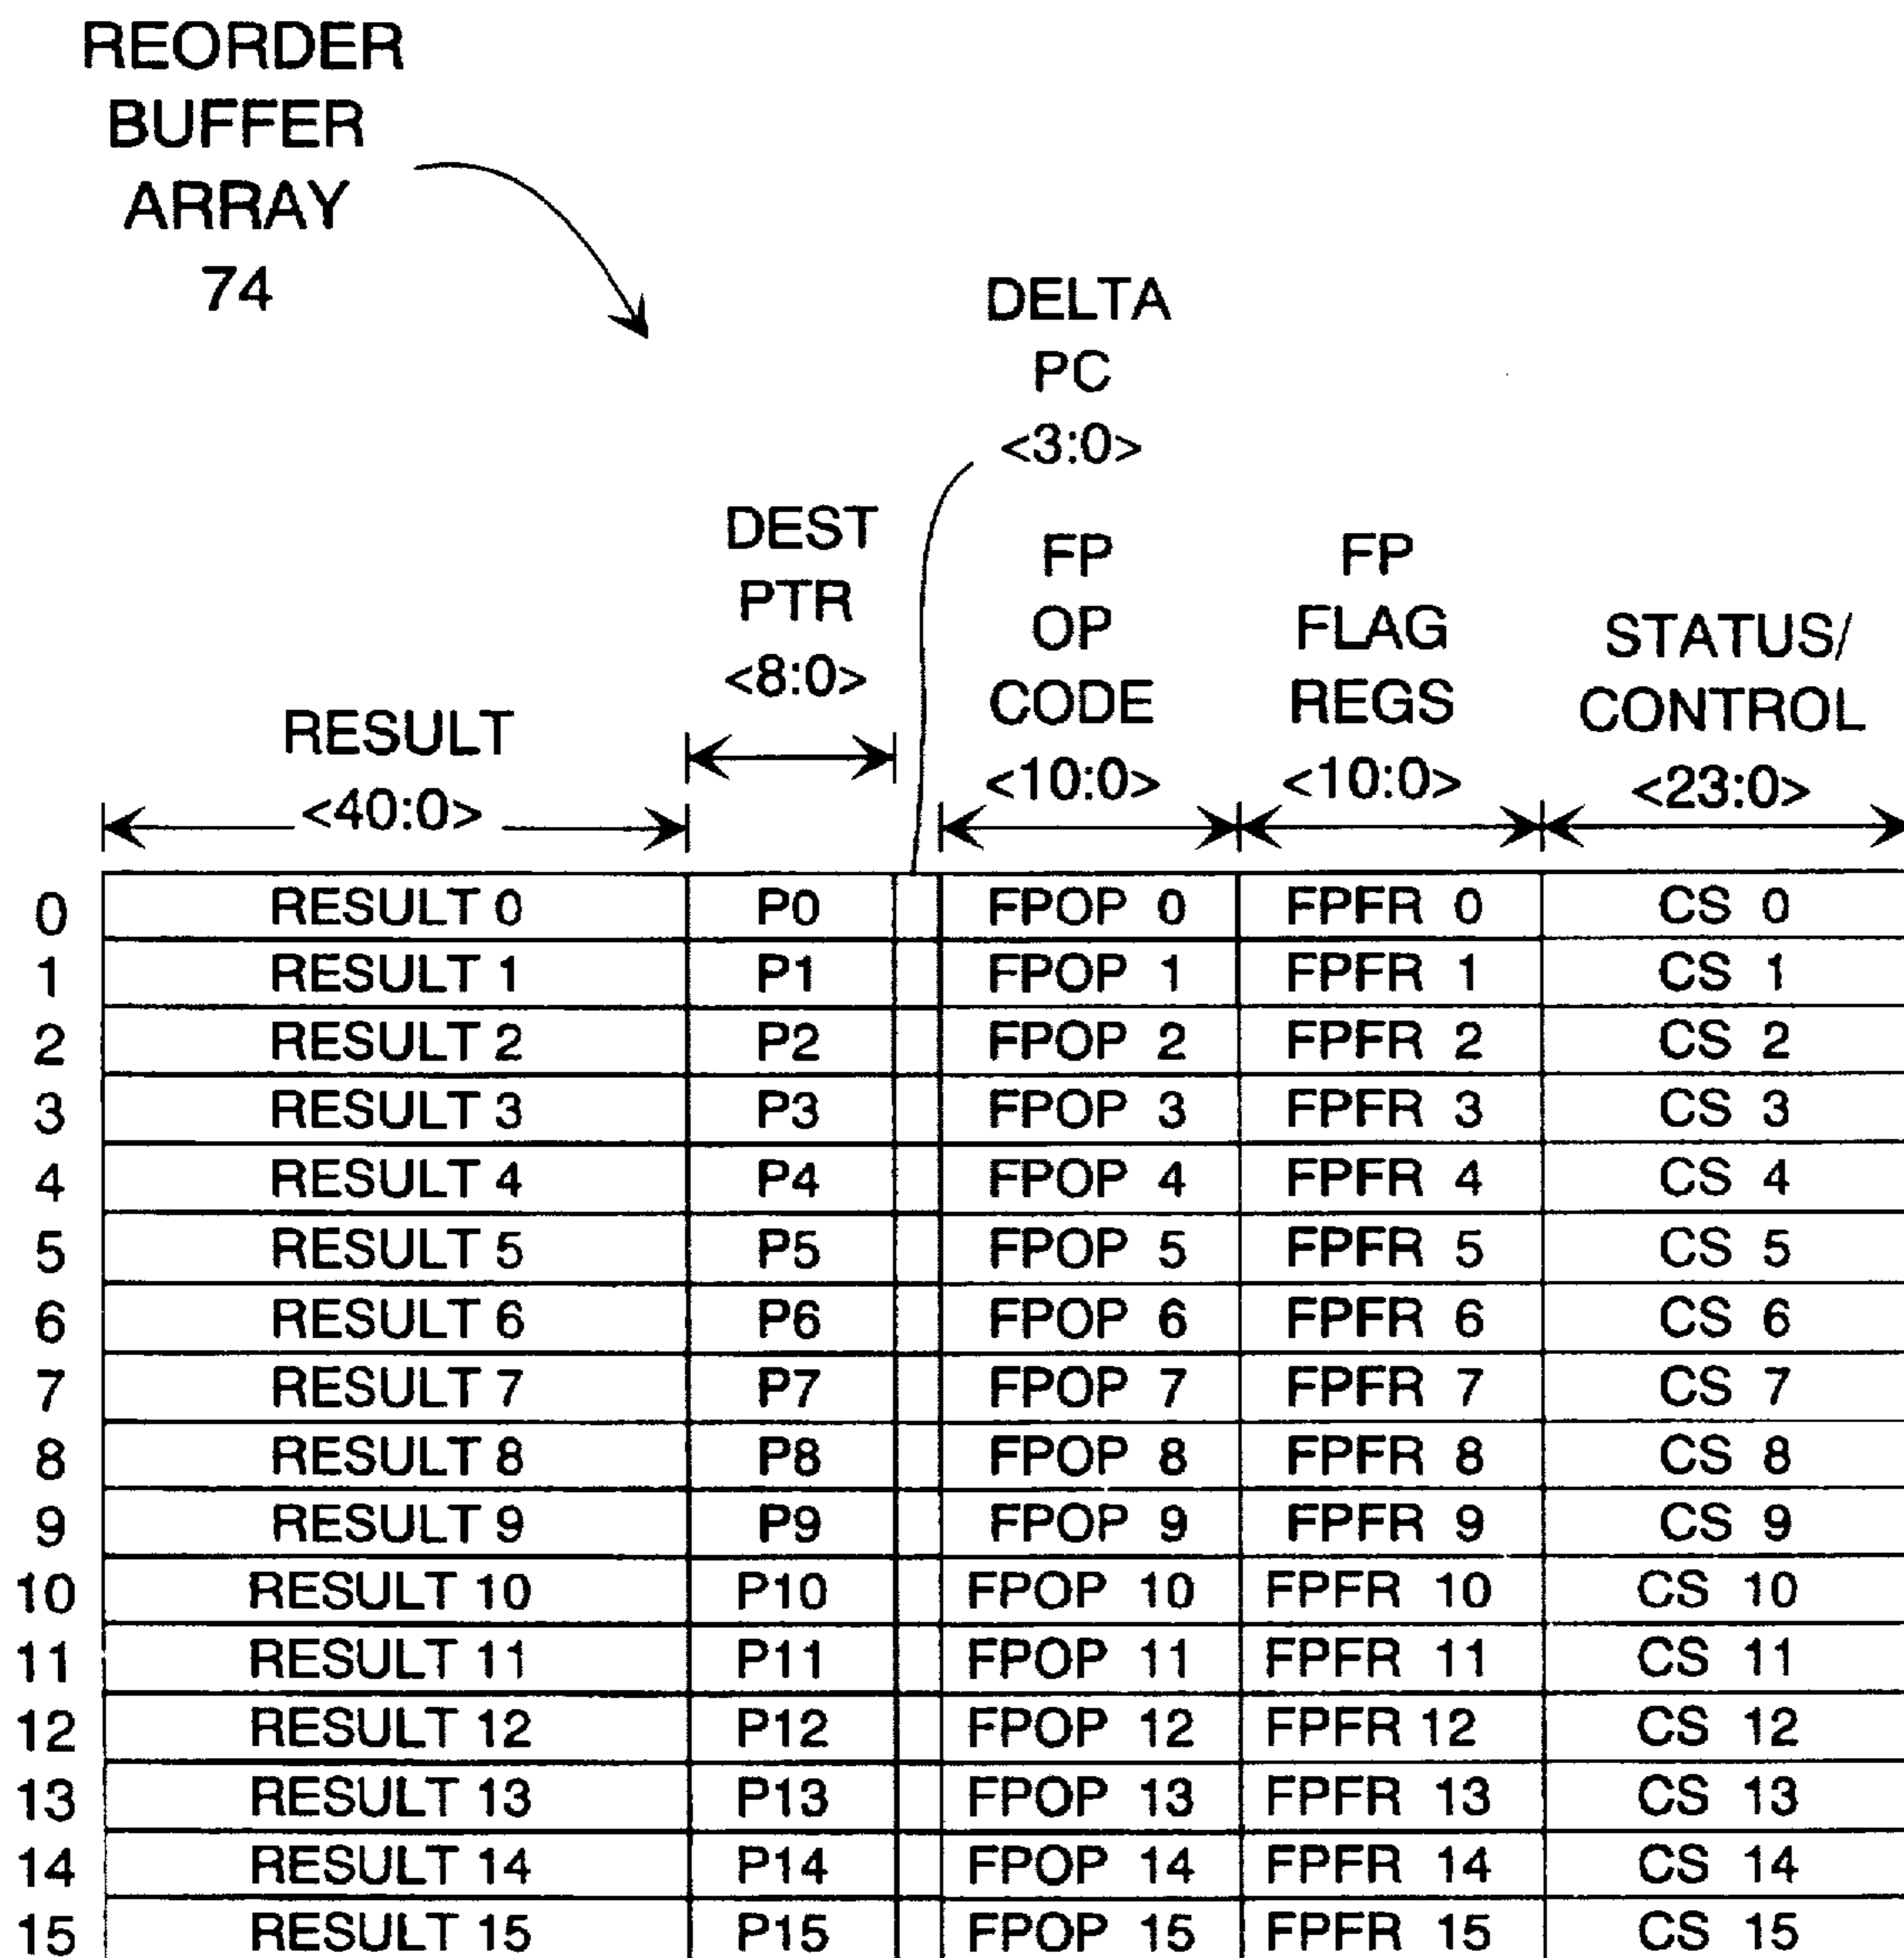 REORDER
BUFFER
ARRAY
74
DELTA
PC
<3:0>
DEST
PTR
<8:0>
FP
OP
CODE
<10:0>
FP
FLAG
REGS
<10:0>
STATUS/
CONTROL
<23:0>
RESULT
<40:0>
0 RESULT 0 P0 FPOP 0 FPFR 0 CS 0
1 RESULT 1 P1 FPOP 1 FPFR 1 CS 1
2 RESULT 2 P2 FPOP 2 FPFR 2 CS 2
3 RESULT 3 P3 FPOP 3 FPFR 3 CS 3
4 RESULT 4 P4 FPOP 4 FPFR 4 CS 4
5 RESULT 5 P5 FPOP 5 FPFR 5 CS 5
6 RESULT 6 P6 FPOP 6 FPFR 6 CS 6
7 RESULT 7 P7 FPOP 7 FPFR 7 CS 7
8 RESULT 8 P8 FPOP 8 FPFR 8 CS 8
9 RESULT 9 P9 FPOP 9 FPFR 9 CS 9
10 RESULT 10 P10 FPOP 10 FPFR 10 CS 10
11 RESULT 11 P11 FPOP 11 FPFR 11 CS 11
12 RESULT 12 P12 FPOP 12 FPFR 12 CS 12
13 RESULT 13 P13 FPOP 13 FPFR 13 CS 13
14 RESULT 14 P14 FPOP 14 FPFR 14 CS 14
15 RESULT 15 P15 FPOP 15 FPFR 15 CS 15